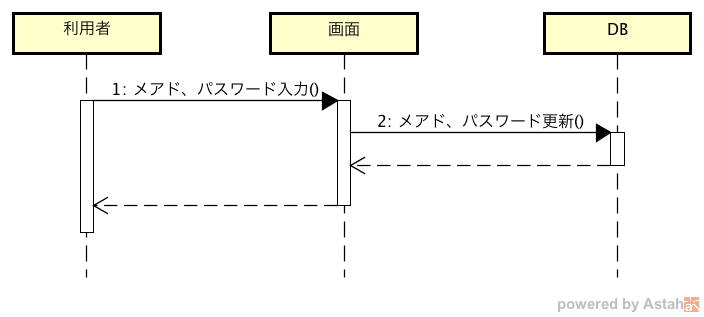 利用者
画面
DB
1: メアド、パスワード入力()
2: メアド、パスワード更新()
powered by Astah